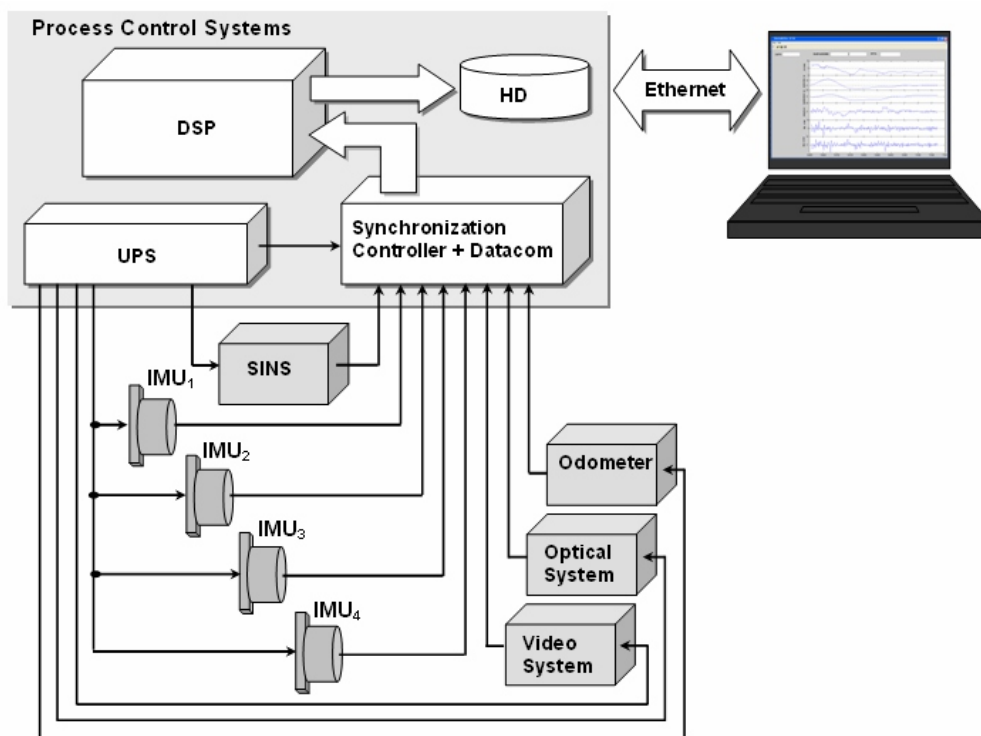 Process Control Systems
DSP
HD
Ethernet
UPS
Synchronization
Controller + Datacom
SINS
IMU1
IMU2
IMU3
IMU4
Odometer
Optical
System
Video
System